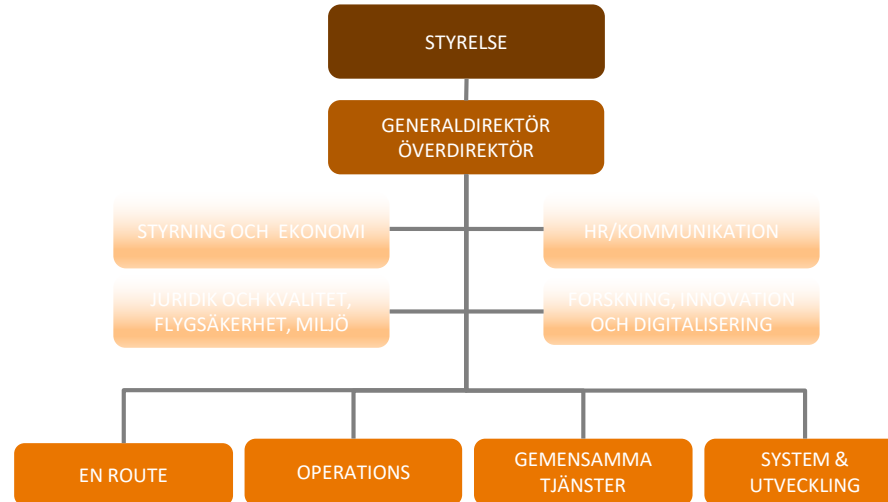 STYRELSE
GENERALDIREKTÖR
ÖVERDIREKTÖR
STYRNING OCH EKONOMI
HR/KOMMUNIKATION
JURIDIK OCH KVALITET,
FLYGSÄKERHET, MILJÖ
FORSKNING, INNOVATION
OCH DIGITALISERING
EN ROUTE
OPERATIONS
GEMENSAMMA
TJÄNSTER
SYSTEM &
UTVECKLING